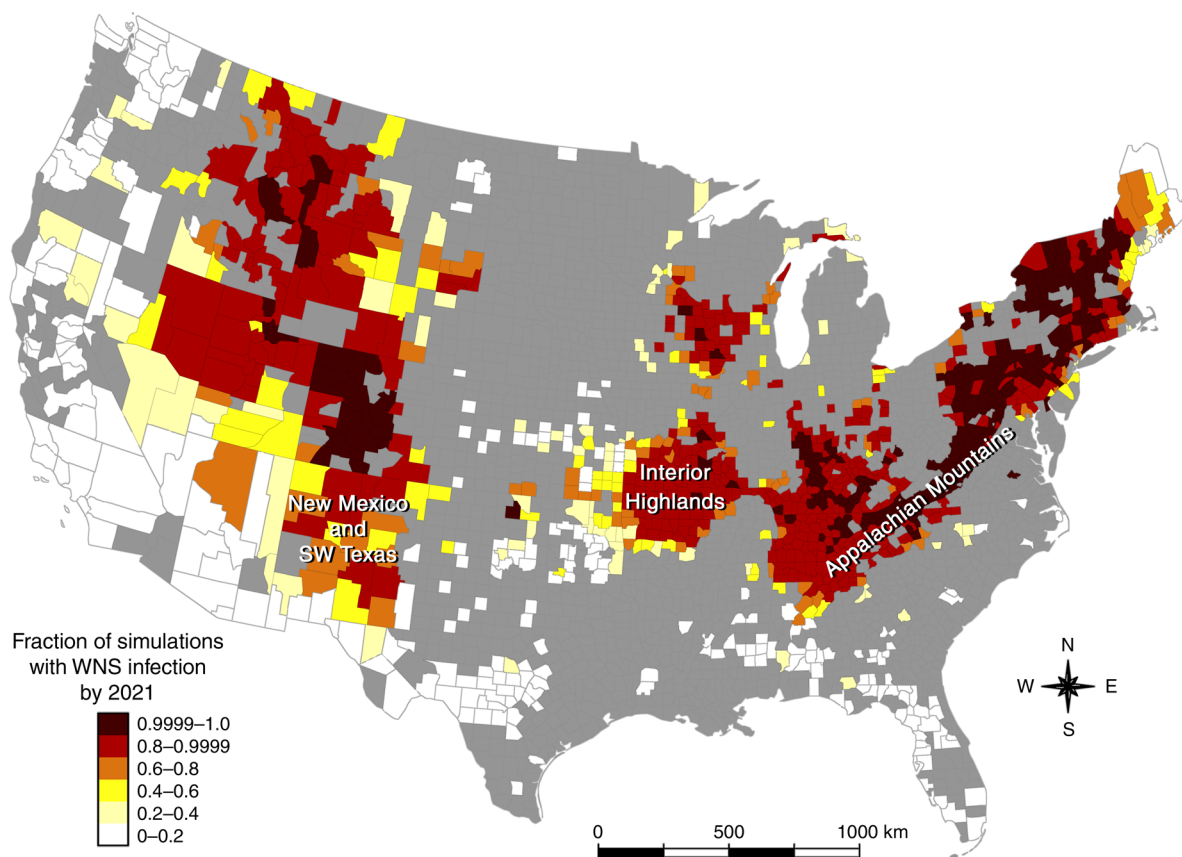 Interior
Highlands
Appalachian Mountains
New Mexico
and
SW Texas
Fraction of simulations
with WNS infection
by 2021
0.9999–1.0
0.8–0.9999
0.6–0.8
0.4–0.6
0.2–0.4
0–0.2
N
W E
S
0 500 1000 km